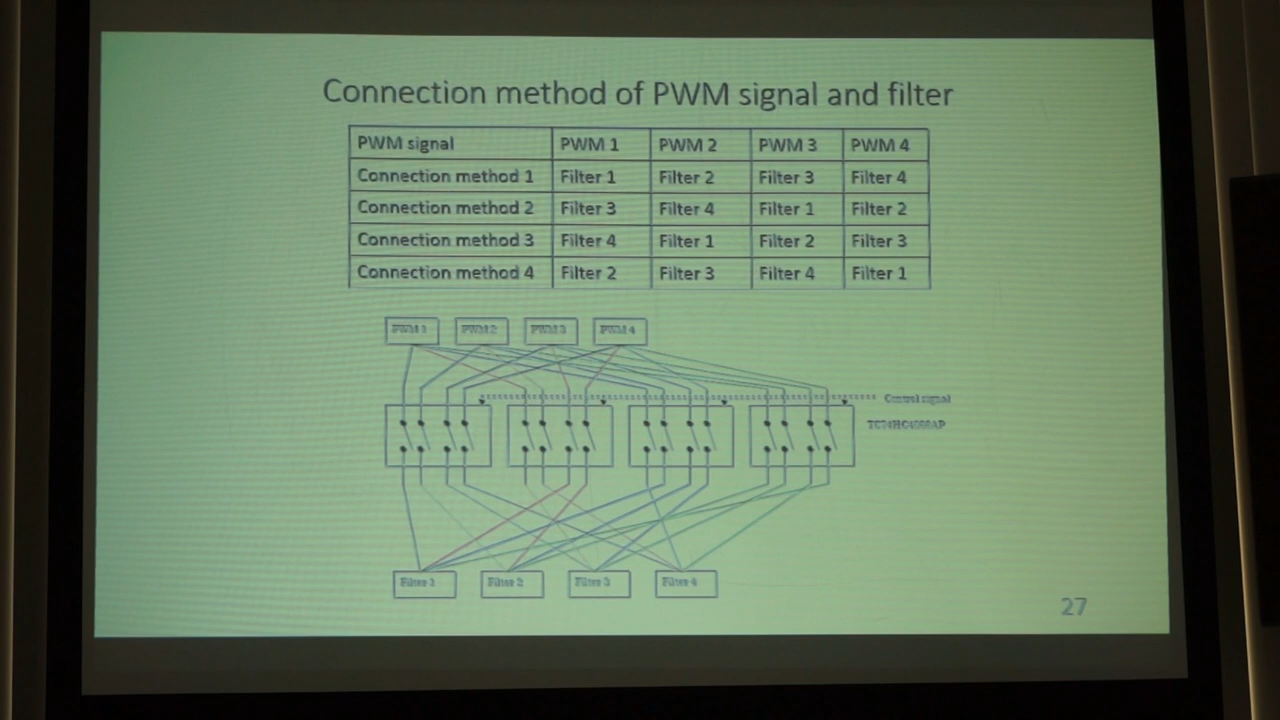 Connection method of PWM signal and filter
PWM signal PWM 1 PWM 2 PWM 3 PWM 4
Connection method 1 Filter 1 Filter 2 Filter 3 Filter 4
Connection method 2 Filter 3 Filter 4 Filter 1 Filter 2
Connection method 3 Filter 4 Filter 1 Filter 2 Filter 3
Connection method 4 Filter 2 Filter 3 Filter 4 Filter 1
PWM 1 PWM 2 PWM 3 PWM 4
Control signal
Filter 1 Filter 2 Filter 3 Filter 4
27